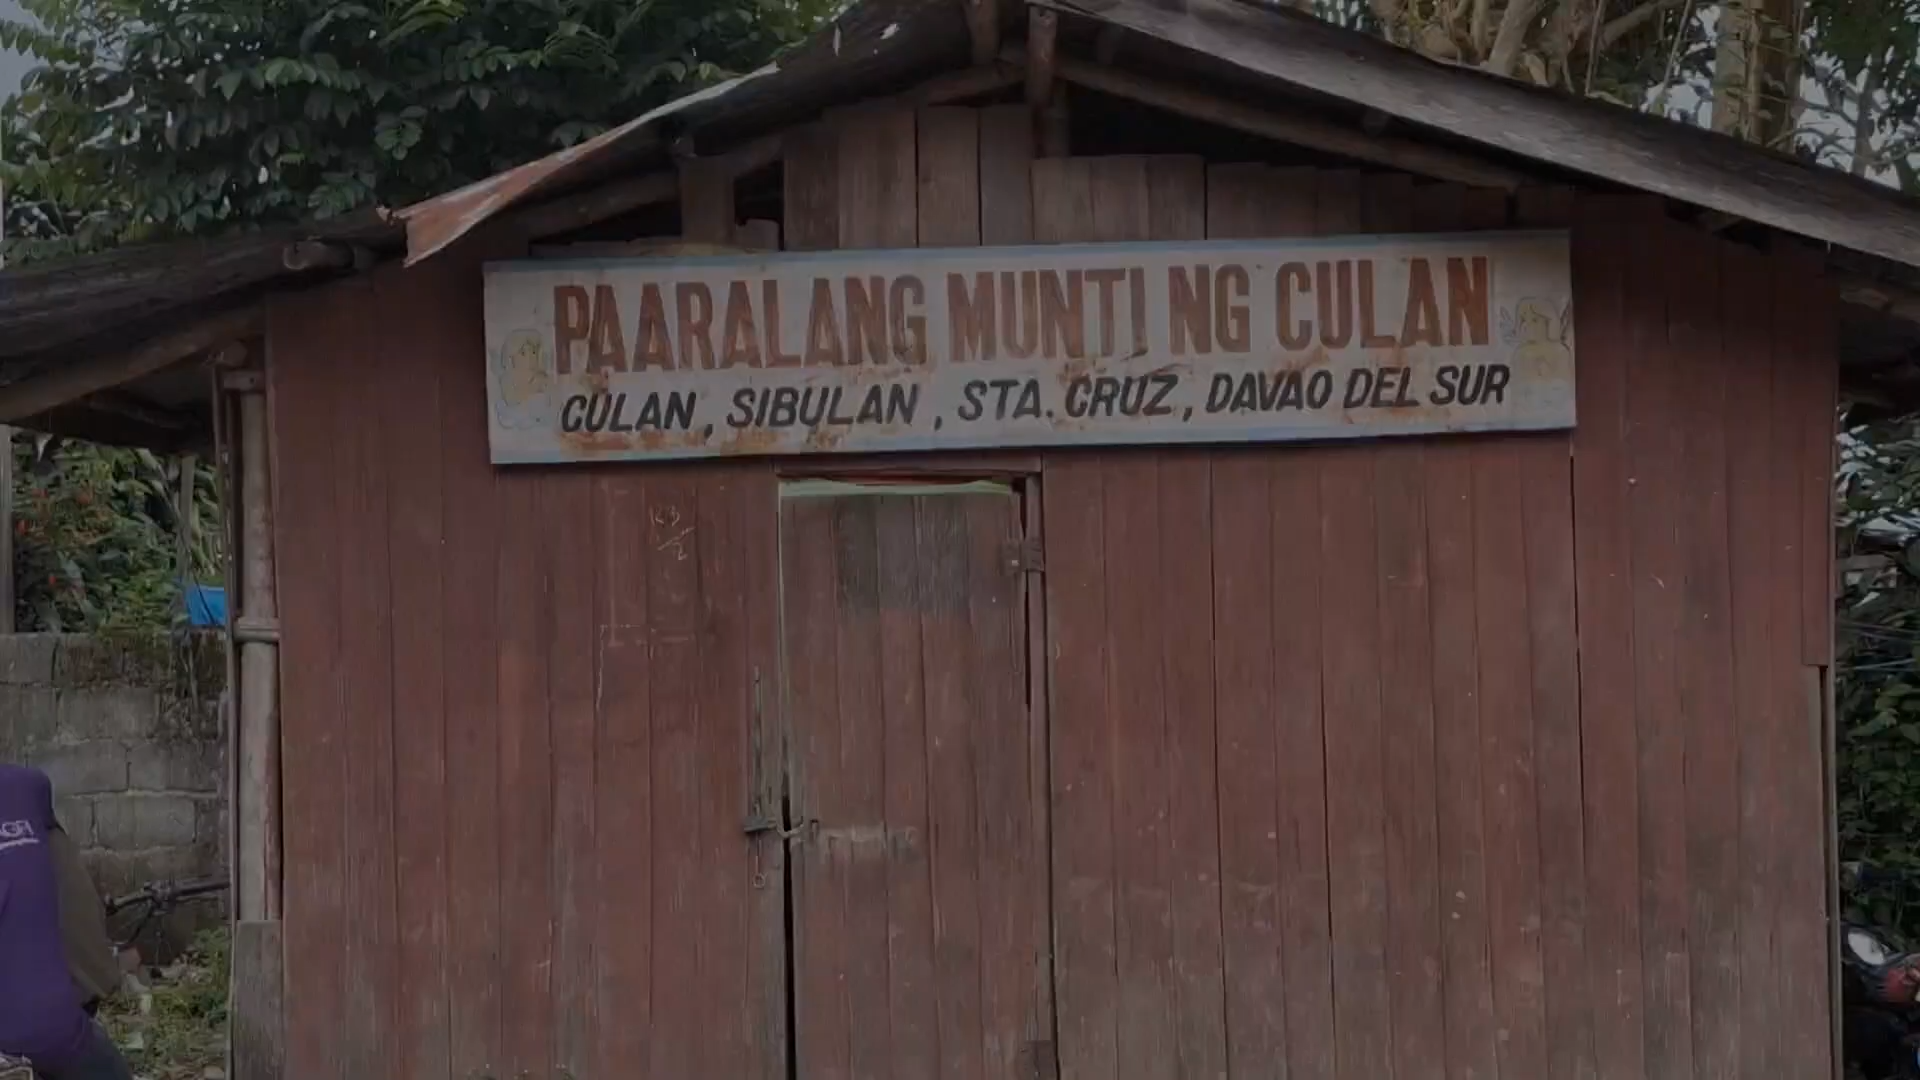 PAARALANG MUNTI NG CULAN
CULAN, SIBULAN, STA. CRUZ, DAVAO DEL SUR